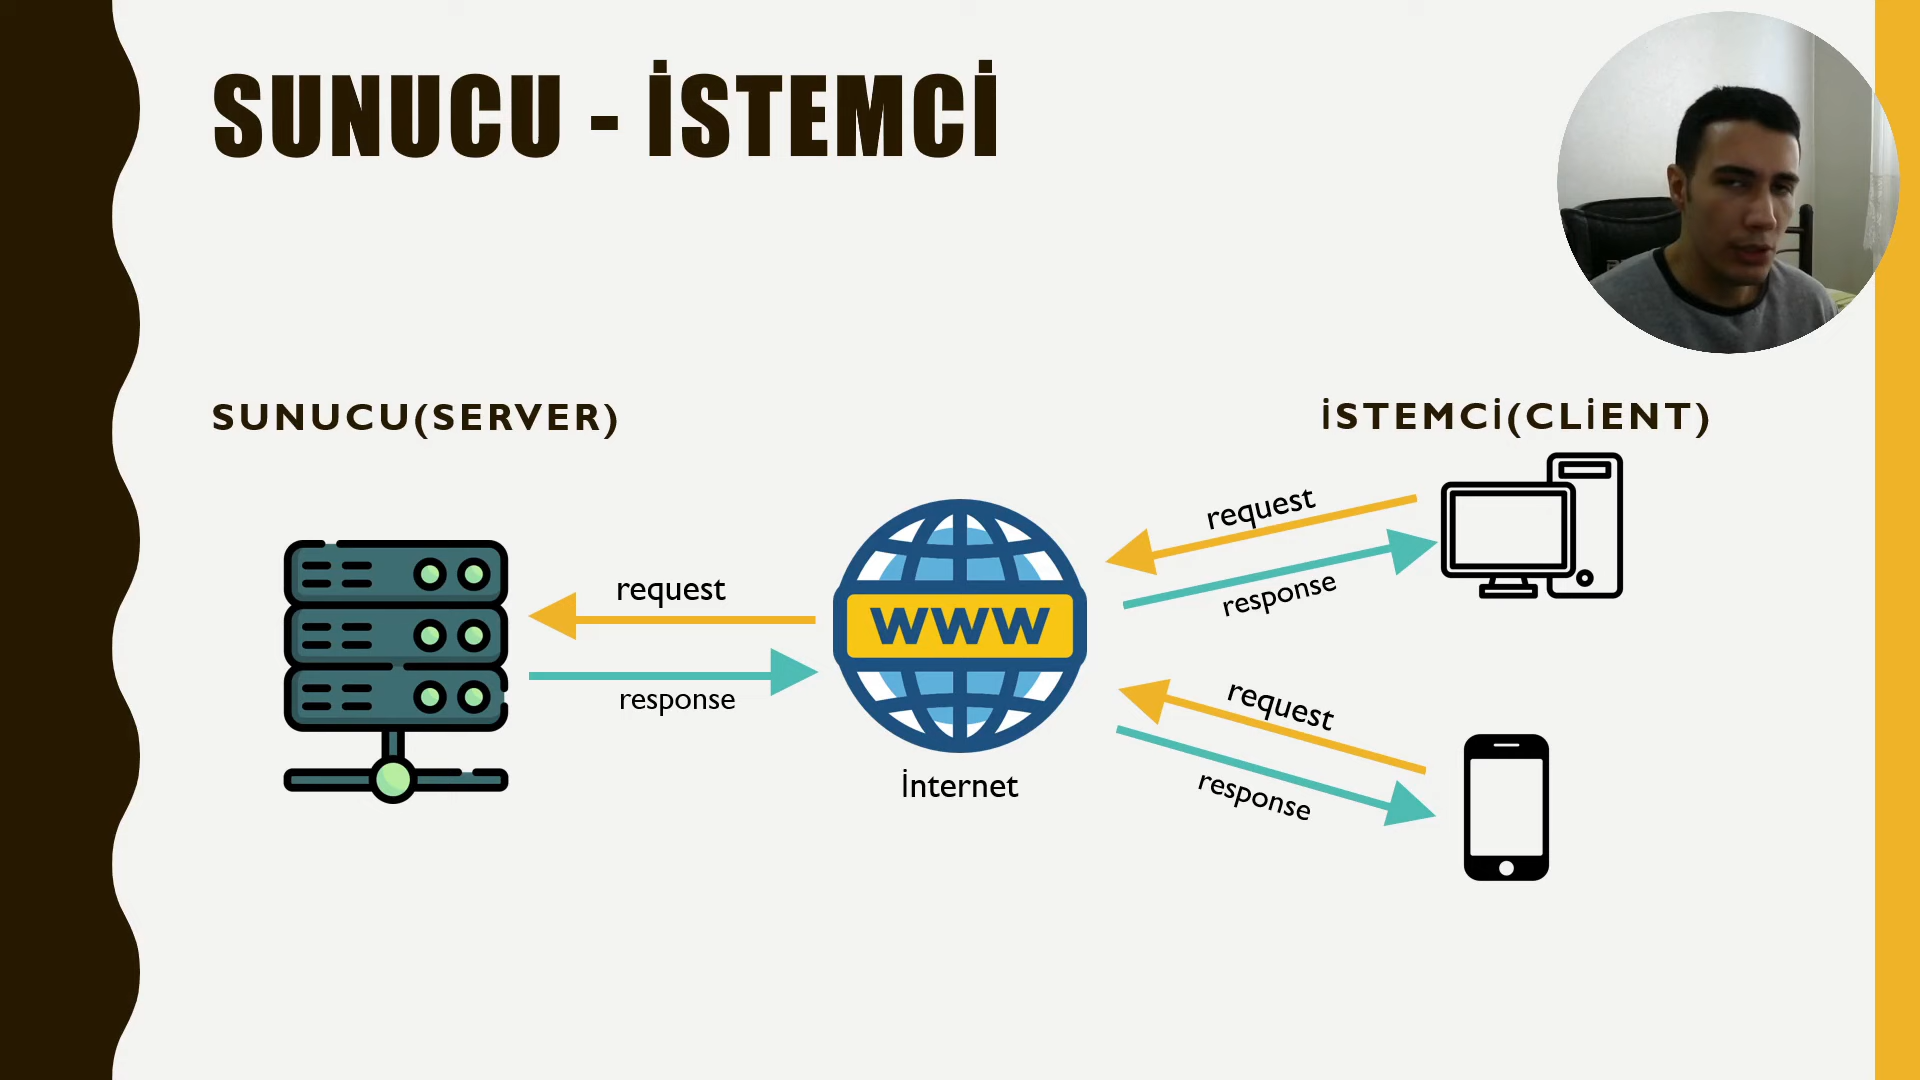 SUNUCU - İSTEMCİ
SUNUCU(SERVER)
İSTEMCİ(CLİENT)
request
response
request
response
www
İnternet
request
response